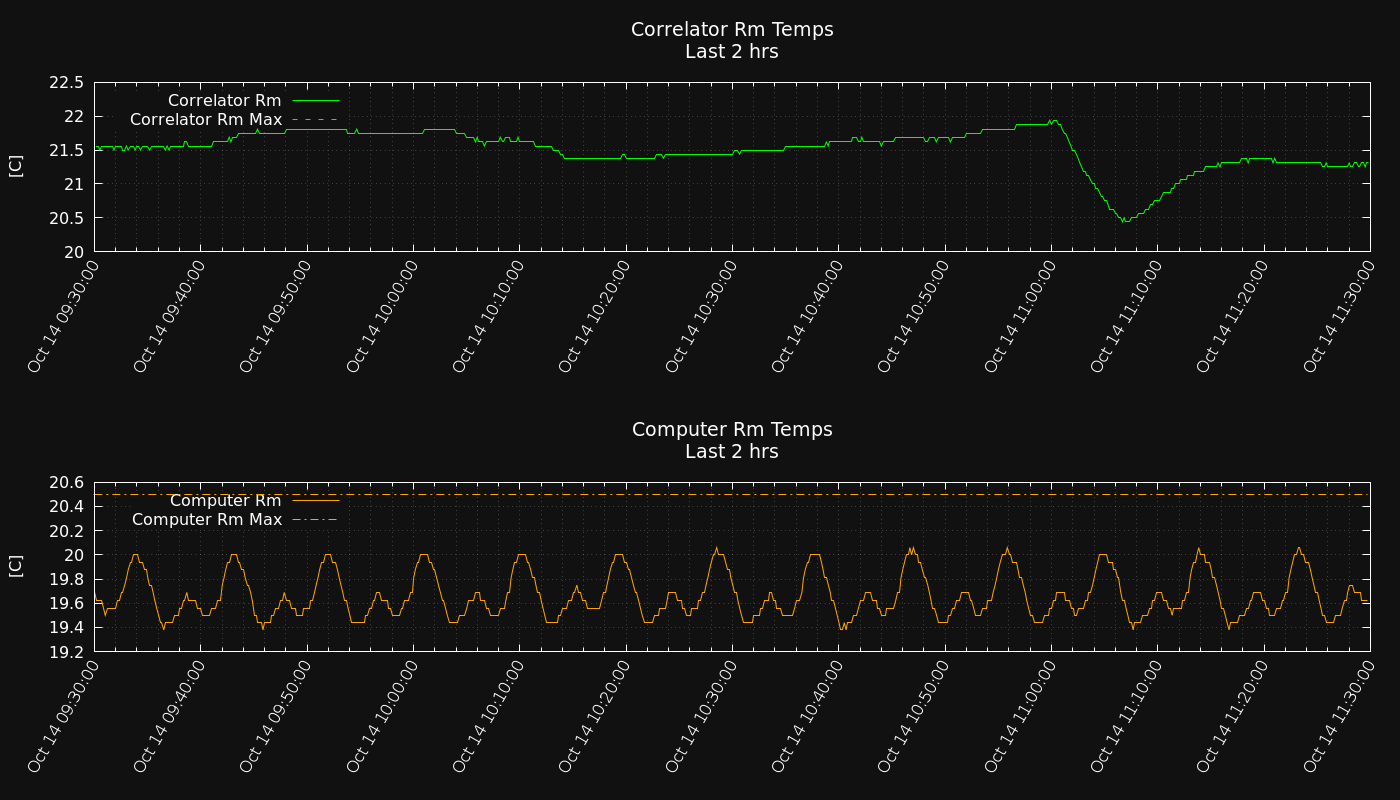 Correlator Rm Temps
Last 2 hrs
22.5
22
21.5
21
20.5
20
[C]
Correlator Rm
Correlator Rm Max
Oct 14 09:30:00
Oct 14 09:40:00
Oct 14 09:50:00
Oct 14 10:00:00
Oct 14 10:10:00
Oct 14 10:20:00
Oct 14 10:30:00
Oct 14 10:40:00
Oct 14 10:50:00
Oct 14 11:00:00
Oct 14 11:10:00
Oct 14 11:20:00
Oct 14 11:30:00
Computer Rm Temps
Last 2 hrs
20.6
20.4
20.2
20
19.8
19.6
19.4
19.2
[C]
Computer Rm
Computer Rm Max
Oct 14 09:30:00
Oct 14 09:40:00
Oct 14 09:50:00
Oct 14 10:00:00
Oct 14 10:10:00
Oct 14 10:20:00
Oct 14 10:30:00
Oct 14 10:40:00
Oct 14 10:50:00
Oct 14 11:00:00
Oct 14 11:10:00
Oct 14 11:20:00
Oct 14 11:30:00